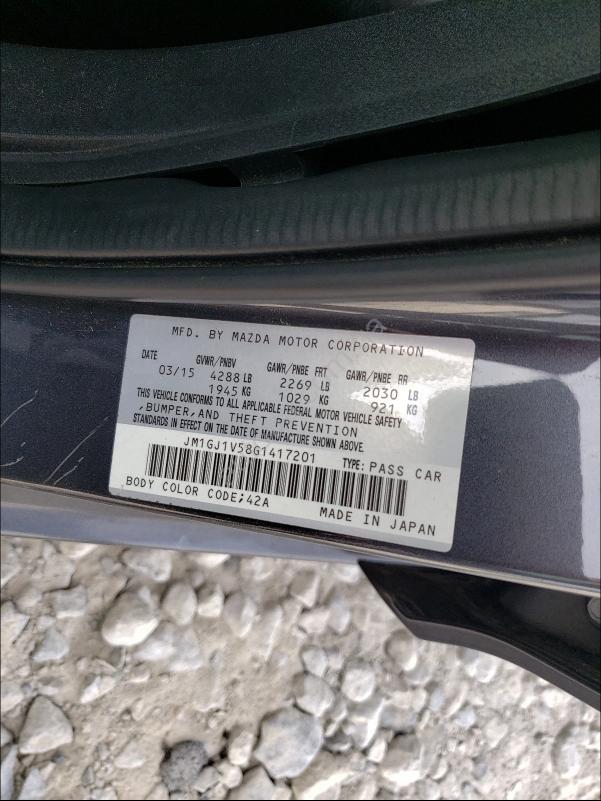 MFD. BY MAZDA MOTOR CORPORATION
DATE GVWR/PNBV GAWR/PNBE FRT GAWR/PNBE RR
03/15 4288 LB 2269 LB 2030 LB
1945 KG 1029 KG 921 KG
THIS VEHICLE CONFORMS TO ALL APPLICABLE FEDERAL MOTOR VEHICLE SAFETY
,BUMPER,AND THEFT PREVENTION
STANDARDS IN EFFECT ON THE DATE OF MANUFACTURE SHOWN ABOVE.
JM1GJ1V58G1417201 TYPE: PASS CAR
BODY COLOR CODE;42A MADE IN JAPAN